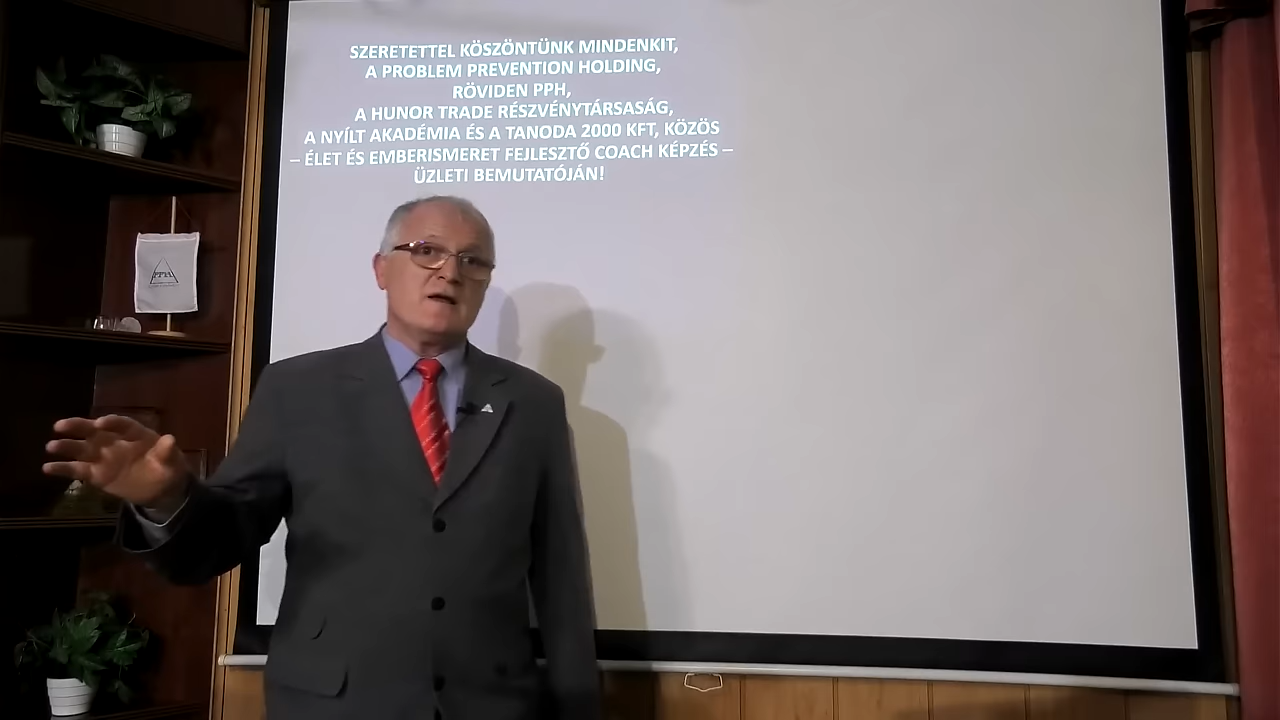 SZERETETTEL KÖSZÖNTÜNK MINDENKIT,
A PROBLEM PREVENTION HOLDING,
RÖVIDEN PPH,
A HUNOR TRADE RÉSZVÉNYTÁRSASÁG,
A NYÍLT AKADÉMIA ÉS A TANODA 2000 KFT, KÖZÖS
– ÉLET ÉS EMBERISMERET FEJLESZTŐ COACH KÉPZÉS –
ÜZLETI BEMUTATÓJÁN!